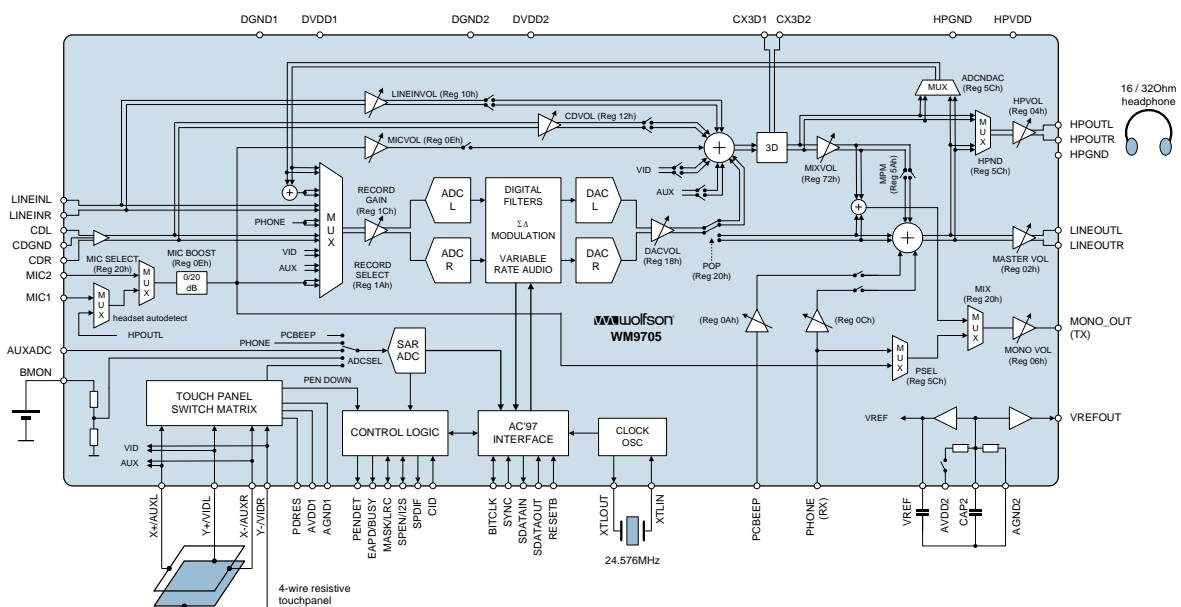 DGND1
DVDD1
DGND2
DVDD2
CX3D1
CX3D2
HPGND
HPVDD
LINEINVOL (Reg 10h)
CDVOL (Reg 12h)
MICVOL (Reg 0Eh)
MUX
ADCNDAC
(Reg 5Ch)
HPVOL
(Reg 04h)
16 / 32Ohm
headphone
HPOUTL
HPOUTR
HPGND
MUX
HPND
(Reg 5Ch)
3D
MIXVOL
(Reg 72h)
MPM
(Reg 5Ah)
VID
AUX
LINEINL
LINEINR
CDL
CDGND
CDR
MIC2
MIC1
AUXADC
BMON
PHONE
VID
AUX
MUX
RECORD
GAIN
(Reg 1Ch)
RECORD
SELECT
(Reg 1Ah)
ADC
L
ADC
R
DIGITAL
FILTERS
ΣΔ
MODULATION
VARIABLE
RATE AUDIO
DAC
L
DAC
R
DACVOL
(Reg 18h)
POP
(Reg 20h)
LINEOUTL
LINEOUTR
MASTER VOL
(Reg 02h)
MIC SELECT
(Reg 20h)
MUX
MIC BOOST
(Reg 0Eh)
0/20
dB
MUX
headset autodetect
HPOUTL
wolfson
WM9705
(Reg 0Ah)
(Reg 0Ch)
MIX
(Reg 20h)
MUX
MONO_OUT
(TX)
MONO VOL
(Reg 06h)
MUX
PSEL
(Reg 5Ch)
PCBEEP
PHONE
ADCSEL
SAR
ADC
PEN DOWN
TOUCH PANEL
SWITCH MATRIX
CONTROL LOGIC
AC'97
INTERFACE
CLOCK
OSC
VREF
VREFOUT
VID
AUX
X+/AUXL
Y+/VIDL
X-/AUXR
Y-/VIDR
PDRES
AVDD1
AGND1
PENDET
EAPD/BUSY
MASK/LRC
SPEN/I2S
SPDIF
CID
BITCLK
SYNC
SDATAIN
SDATAOUT
RESETB
XTLOUT
XTLIN
24.576MHz
PCBEEP
PHONE
(RX)
VREF
AVDD2
CAP2
AGND2
4-wire resistive
touchpanel